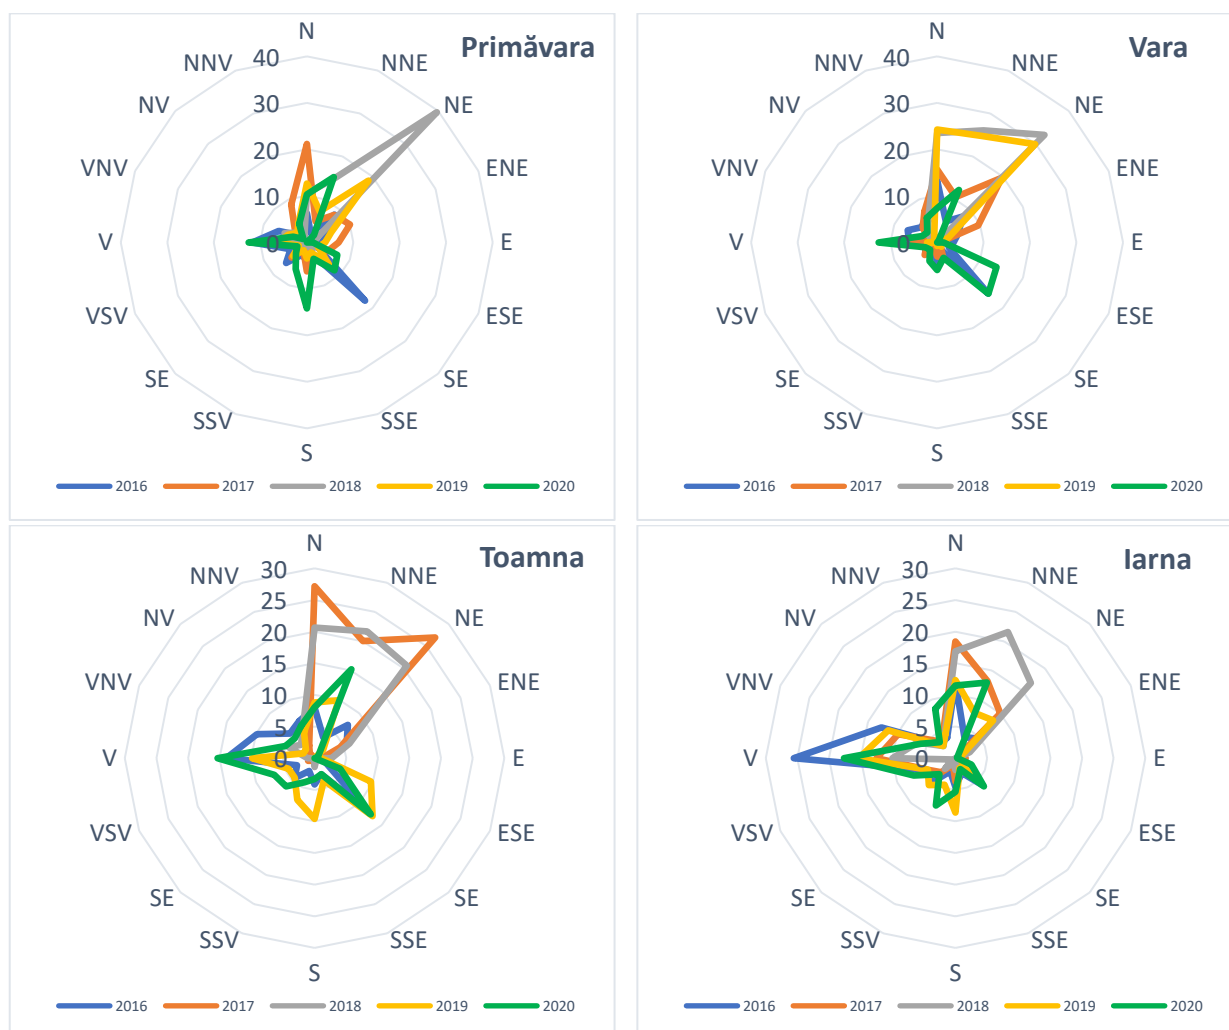 Primăvara
N
NNE
NE
ENE
E
ESE
SE
SSE
S
SSV
SE
VSV
V
VNV
NV
NNV
40
30
20
10
0
2016 2017 2018 2019 2020
Vara
N
NNE
NE
ENE
E
ESE
SE
SSE
S
SSV
SE
VSV
V
VNV
NV
NNV
40
30
20
10
0
2016 2017 2018 2019 2020
Toamna
N
NNE
NE
ENE
E
ESE
SE
SSE
S
SSV
SE
VSV
V
VNV
NV
NNV
30
25
20
15
10
5
0
2016 2017 2018 2019 2020
Iarna
N
NNE
NE
ENE
E
ESE
SE
SSE
S
SSV
SE
VSV
V
VNV
NV
NNV
30
25
20
15
10
5
0
2016 2017 2018 2019 2020